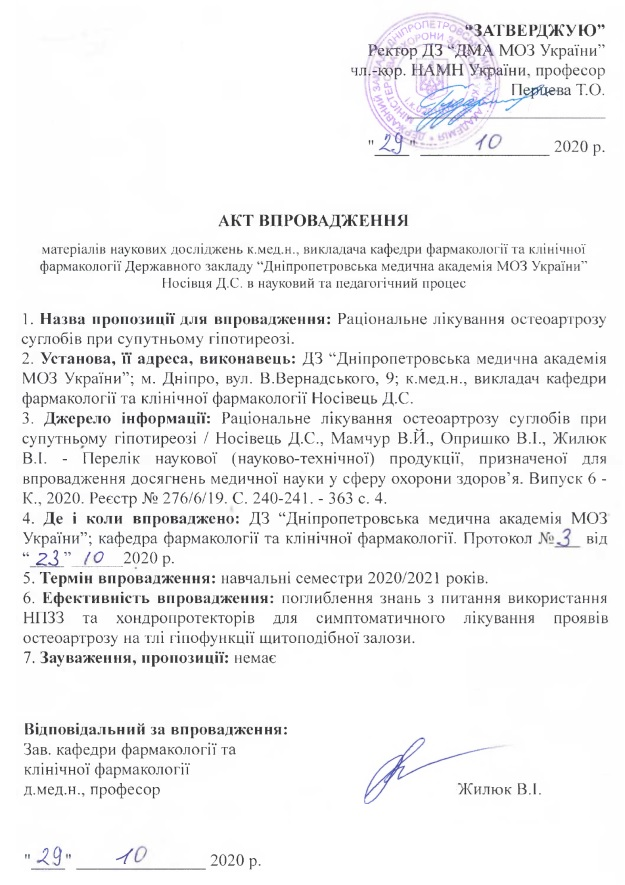 “ЗАТВЕРДЖУЮ”
Ректор ДЗ “ДМА МОЗ України”
чл.-кор. НАМН України, професор
Перцева Т.О.
"29" 10 2020 р.
АКТ ВПРОВАДЖЕННЯ
матеріалів наукових досліджень к.мед.н., викладача кафедри фармакології та клінічної
фармакології Державного закладу “Дніпропетровська медична академія МОЗ України”
Носівця Д.С. в науковий та педагогічний процес
1. Назва пропозиції для впровадження: Раціональне лікування остеоартрозу
суглобів при супутньому гіпотиреозі.
2. Установа, її адреса, виконавець: ДЗ “Дніпропетровська медична академія
МОЗ України”; м. Дніпро, вул. В.Вернадського, 9; к.мед.н., викладач кафедри
фармакології та клінічної фармакології Носівець Д.С.
3. Джерело інформації: Раціональне лікування остеоартрозу суглобів при
супутньому гіпотиреозі / Носівець Д.С., Мамчур В.Й., Опришко В.І., Жилюк
В.І. - Перелік наукової (науково-технічної) продукції, призначеної для
впровадження досягнень медичної науки у сферу охорони здоров’я. Випуск 6 -
К., 2020. Реєстр № 276/6/19. С. 240-241. - 363 с. 4.
4. Де і коли впроваджено: ДЗ “Дніпропетровська медична академія МОЗ
України”; кафедра фармакології та клінічної фармакології. Протокол №3 від
“23” 10 2020 р.
5. Термін впровадження: навчальні семестри 2020/2021 років.
6. Ефективність впровадження: поглиблення знань з питання використання
НПЗЗ та хондропротекторів для симптоматичного лікування проявів
остеоартрозу на тлі гіпофункції щитоподібної залози.
7. Зауваження, пропозиції: немає
Відповідальний за впровадження:
Зав. кафедри фармакології та
клінічної фармакології
д.мед.н., професор Жилюк В.І.
"29" 10 2020 р.